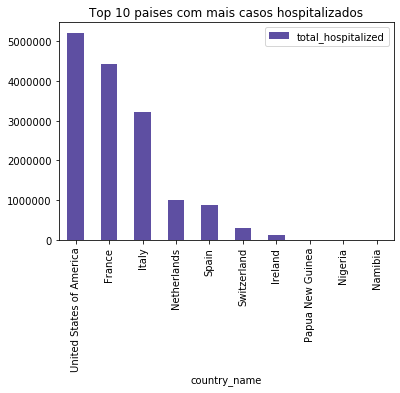 Top 10 paises com mais casos hospitalizados
total_hospitalized
5000000
4000000
3000000
2000000
1000000
0
United States of America
France
Italy
Netherlands
Spain
Switzerland
Ireland
Papua New Guinea
Nigeria
Namibia
country_name